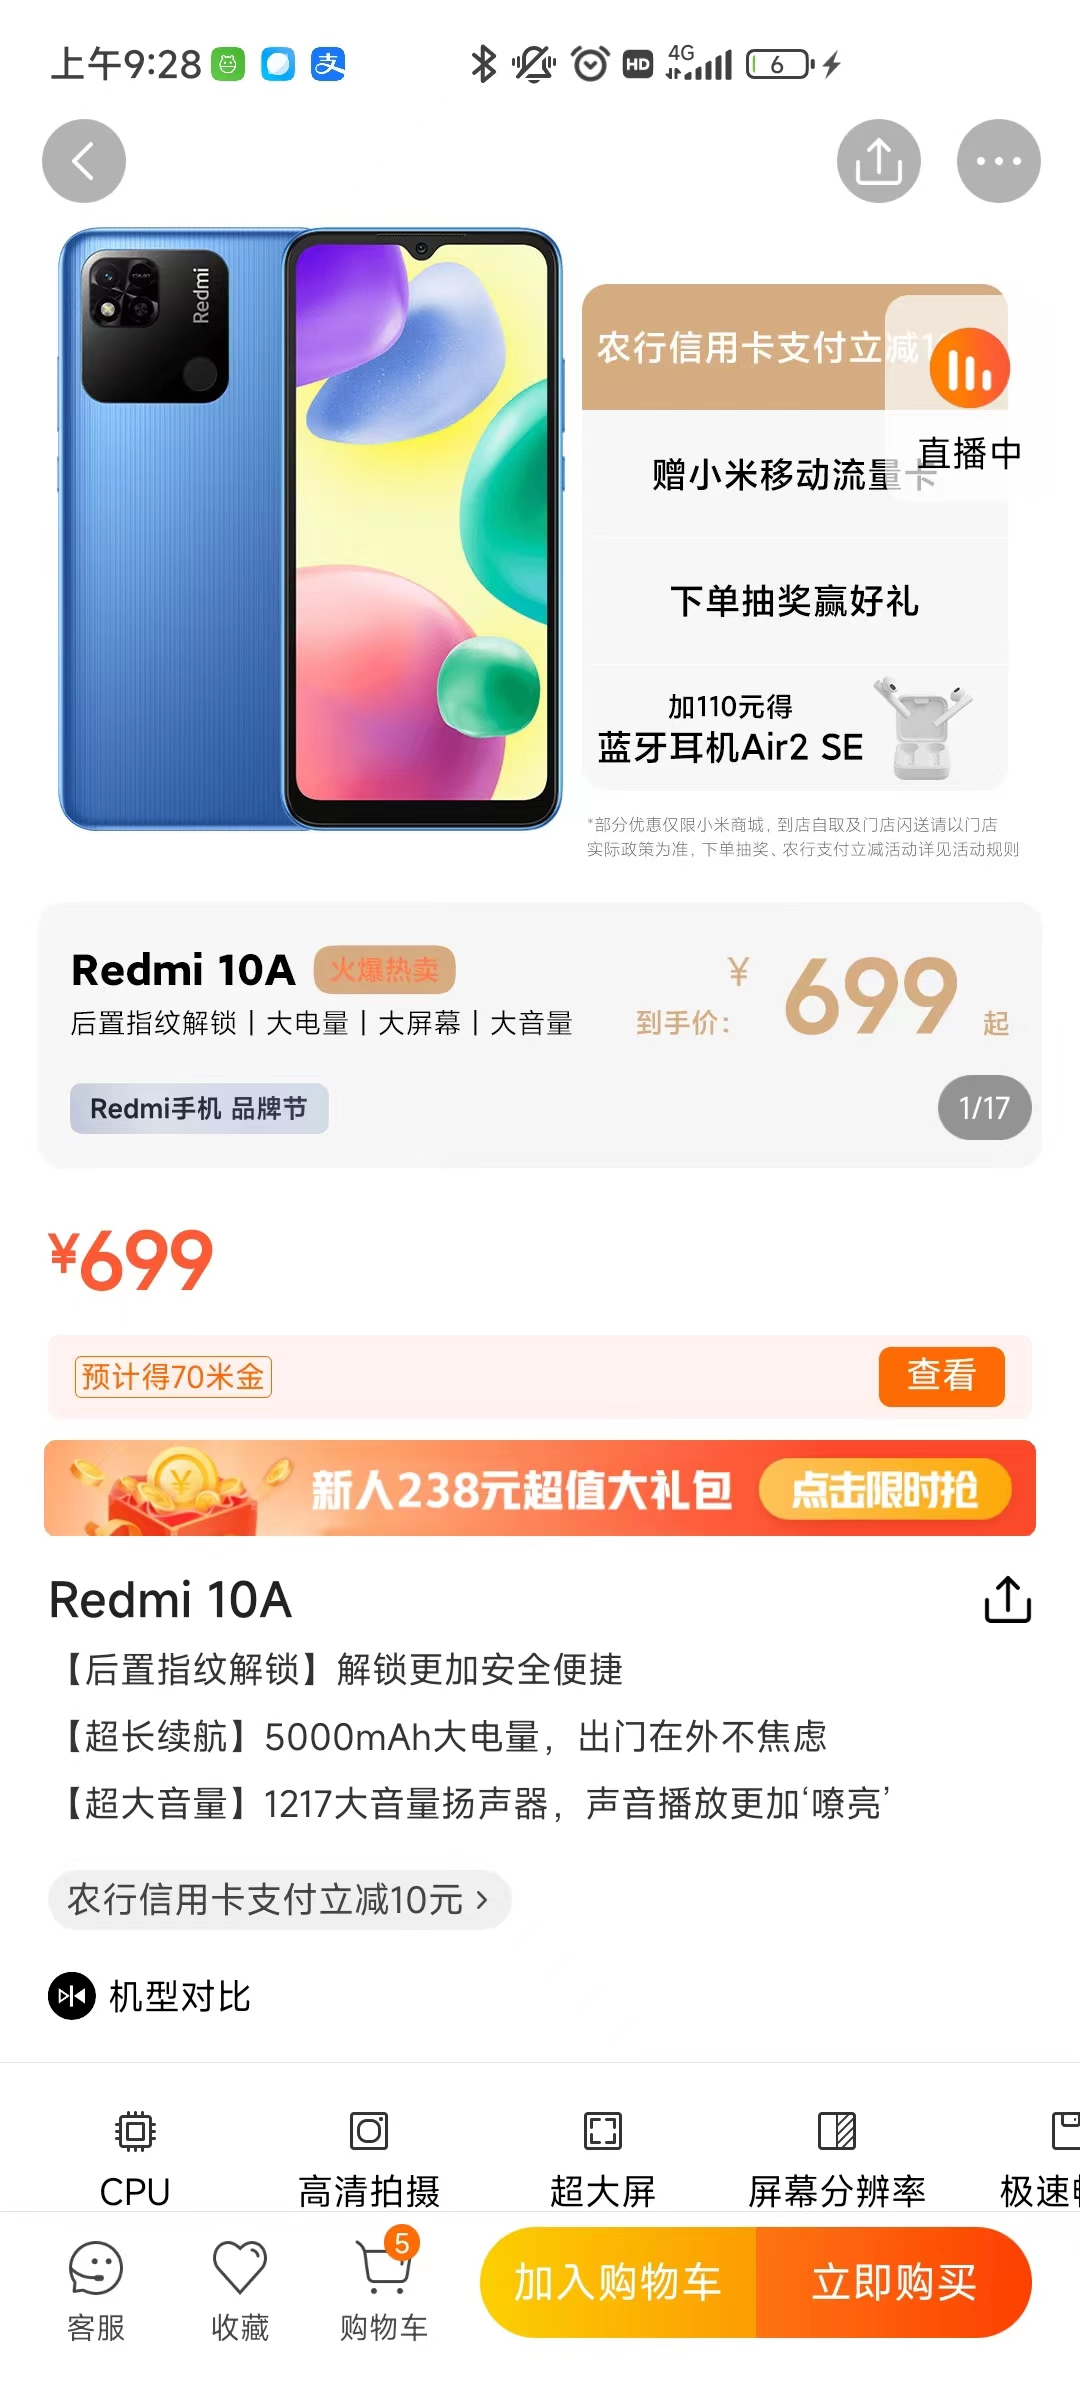 上午9:28
HD
4G
6
Redmi
农行信用卡支付立减1
直播中
赠小米移动流量卡
下单抽奖赢好礼
加110元得
蓝牙耳机Air2 SE
*部分优惠仅限小米商城，到店自取及门店闪送请以门店
实际政策为准，下单抽奖、农行支付立减活动详见活动规则
Redmi 10A 火爆热卖
后置指纹解锁丨大电量丨大屏幕丨大音量
到手价：
¥ 699 起
Redmi手机 品牌节
1/17
¥699
预计得70米金
查看
新人238元超值大礼包
点击限时抢
Redmi 10A
【后置指纹解锁】解锁更加安全便捷
【超长续航】5000mAh大电量，出门在外不焦虑
【超大音量】1217大音量扬声器，声音播放更加‘嘹亮’
农行信用卡支付立减10元 >
机型对比
CPU
高清拍摄
超大屏
屏幕分辨率
极速
客服
收藏
5
购物车
加入购物车
立即购买